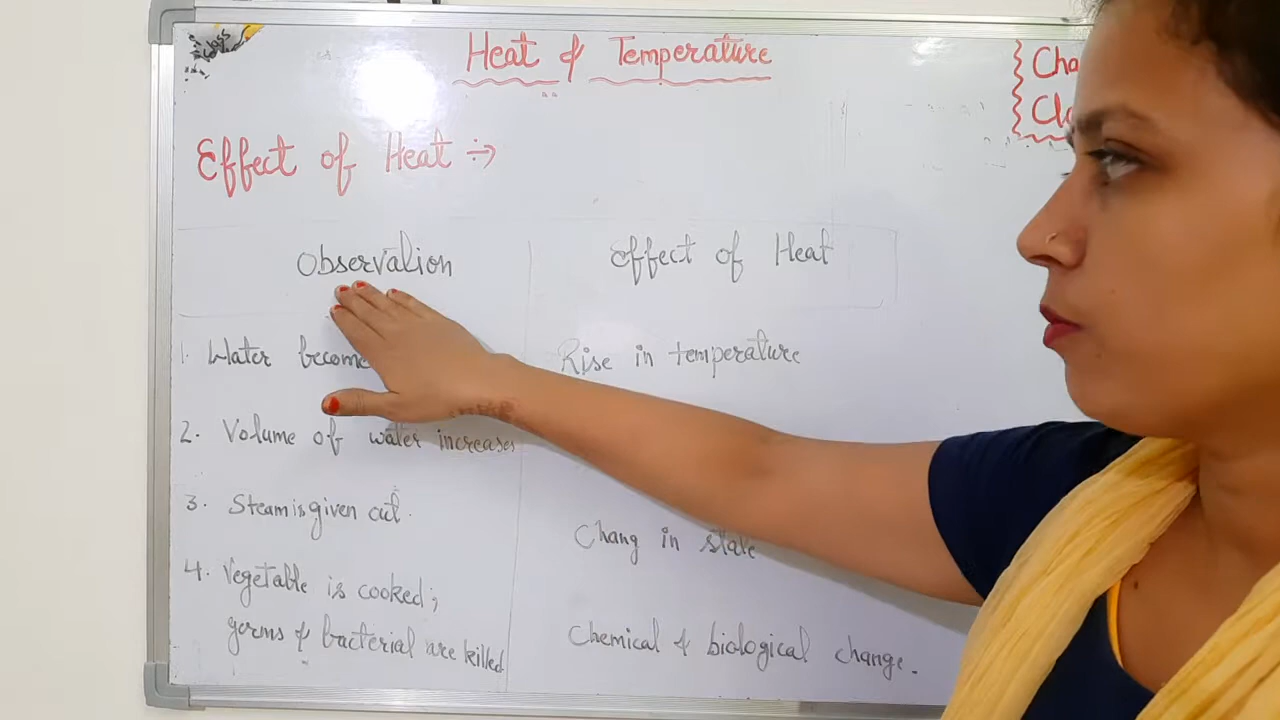 Heat & Temperature
Cha
Cla
Effect of Heat :→
Observation
Effect of Heat
1. Water become
Rise in temperature
2. Volume of water increases
3. Steam is given out.
Chang in state
4. Vegetable is cooked;
germs & bacterial are killed
Chemical & biological change.